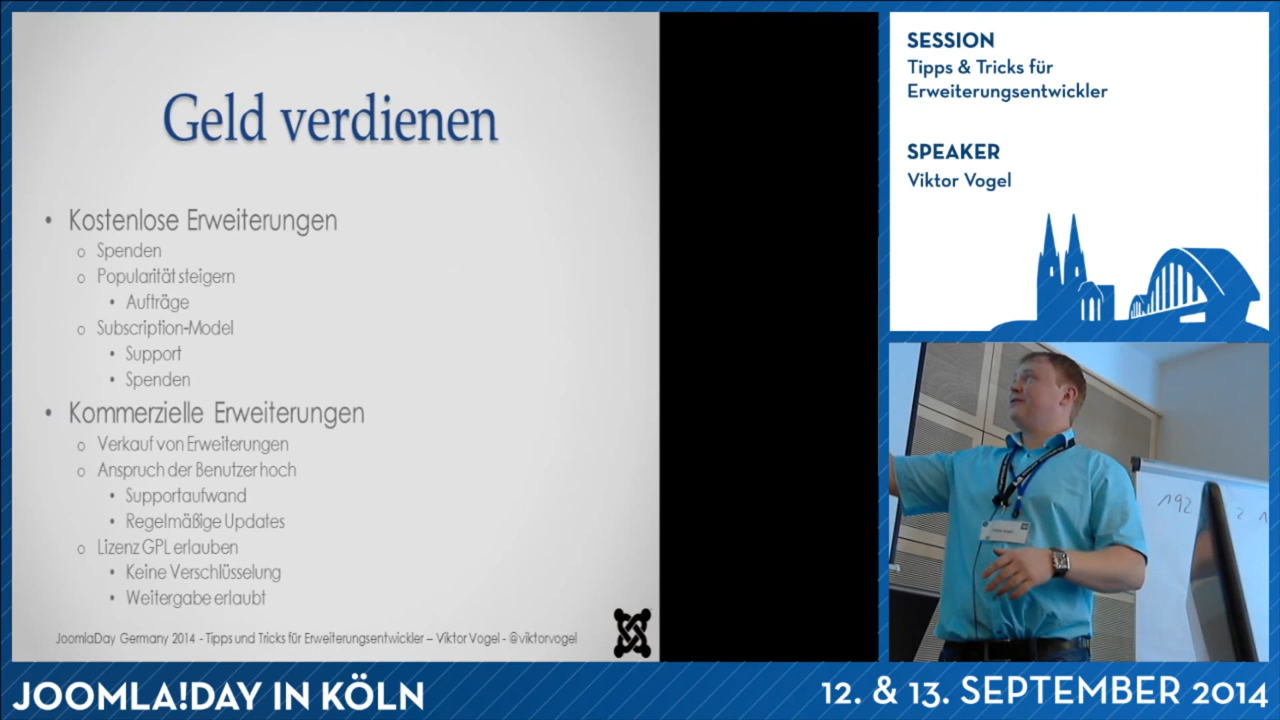 Geld verdienen
• Kostenlose Erweiterungen
o Spenden
o Popularität steigern
• Aufträge
o Subscription-Model
• Support
• Spenden
• Kommerzielle Erweiterungen
o Verkauf von Erweiterungen
o Anspruch der Benutzer hoch
• Supportaufwand
• Regelmäßige Updates
o Lizenz GPL erlauben
• Keine Verschlüsselung
• Weitergabe erlaubt
JoomlaDay Germany 2014 - Tipps und Tricks für Erweiterungsentwickler – Viktor Vogel - @viktorvogel
SESSION
Tipps & Tricks für
Erweiterungsentwickler
SPEAKER
Viktor Vogel
192
JOOMLA!DAY IN KÖLN
12. & 13. SEPTEMBER 2014